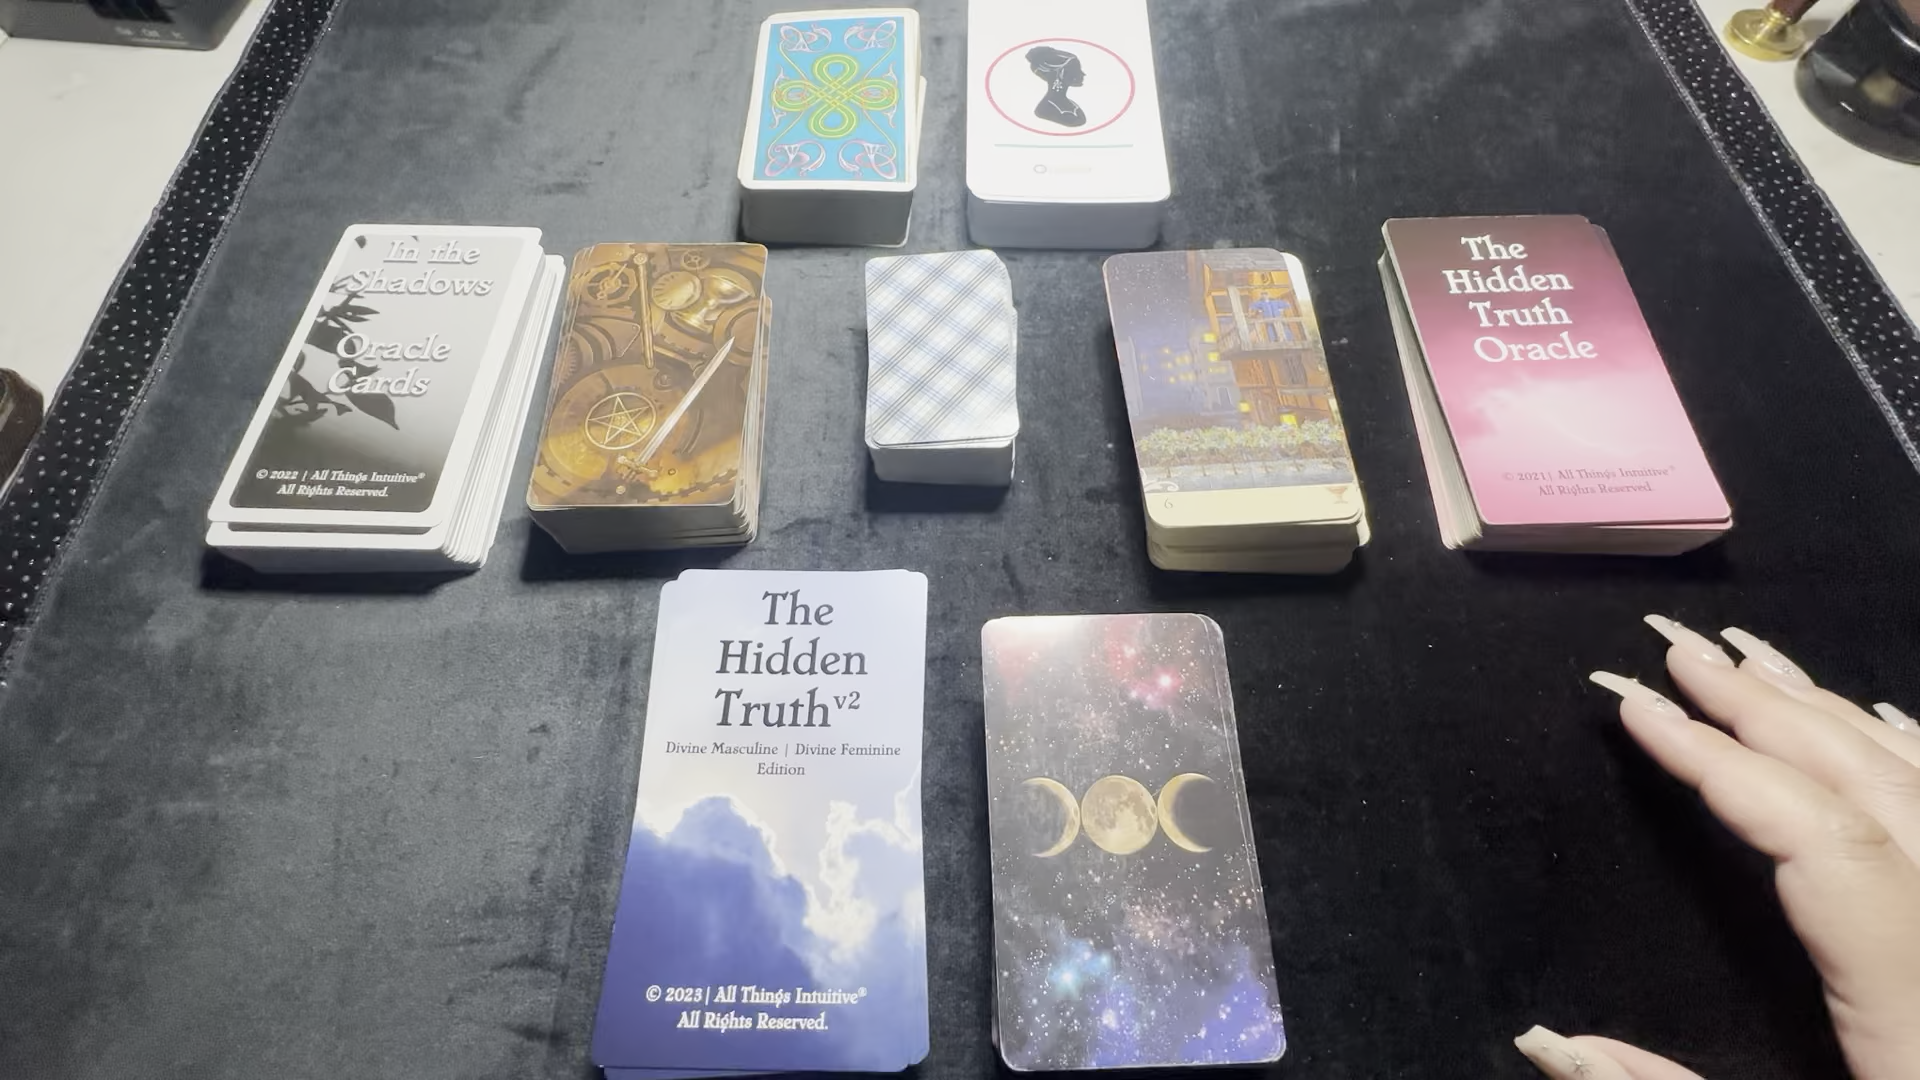 In the
Shadows
Oracle
Cards
© 2022 | All Things Intuitive®
All Rights Reserved.
6
The
Hidden
Truth
Oracle
© 2021 | All Things Intuitive®
All Rights Reserved.
The
Hidden
Truth v2
Divine Masculine | Divine Feminine
Edition
© 2023 | All Things Intuitive®
All Rights Reserved.